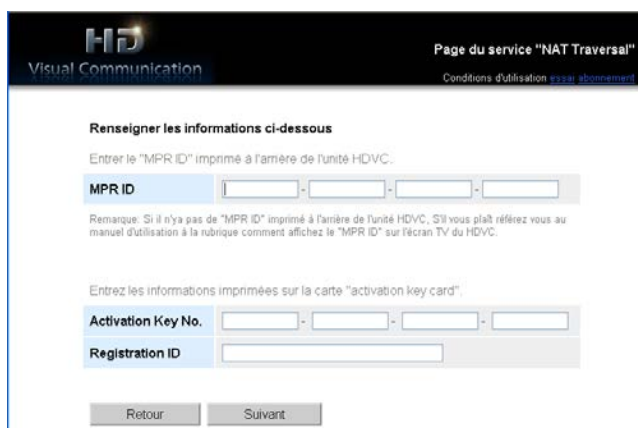 HD
Visual Communication
Page du service "NAT Traversal"
Conditions d'utilisation essai abonnement
Renseigner les informations ci-dessous
Entrer le "MPR ID" imprimé à l'arrière de l'unité HDVC.
MPR ID - - -
Remarque: Si il n'ya pas de "MPR ID" imprimé à l'arrière de l'unité HDVC, S'il vous plaît référez vous au
manuel d'utilisation à la rubrique comment affichez le "MPR ID" sur l'écran TV du HDVC.
Entrez les informations imprimées sur la carte "activation key card".
Activation Key No. - - -
Registration ID
Retour Suivant